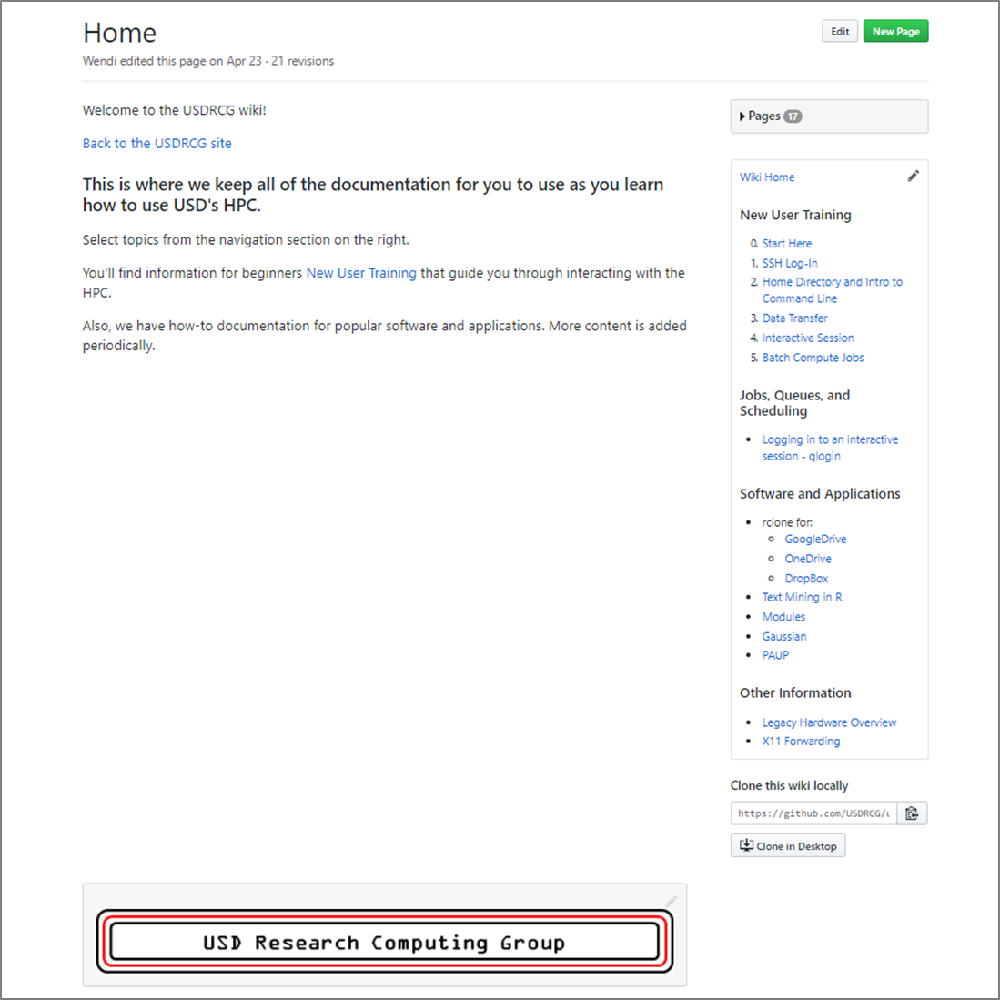 Home
Edit
New Page
Wendi edited this page on Apr 23 · 21 revisions
Welcome to the USDRCG wiki!
Back to the USDRCG site
This is where we keep all of the documentation for you to use as you learn
how to use USD's HPC.
Select topics from the navigation section on the right.
You'll find information for beginners New User Training that guide you through interacting with the
HPC.
Also, we have how-to documentation for popular software and applications. More content is added
periodically.
Pages 17
Wiki Home
New User Training
0. Start Here
1. SSH Log-In
2. Home Directory and Intro to
Command Line
3. Data Transfer
4. Interactive Session
5. Batch Compute Jobs
Jobs, Queues, and
Scheduling
• Logging in to an interactive
session - qlogin
Software and Applications
• rclone for:
○ GoogleDrive
○ OneDrive
○ DropBox
• Text Mining in R
• Modules
• Gaussian
• PAUP
Other Information
• Legacy Hardware Overview
• X11 Forwarding
Clone this wiki locally
https://github.com/USDRCG/u
Clone in Desktop
USD Research Computing Group